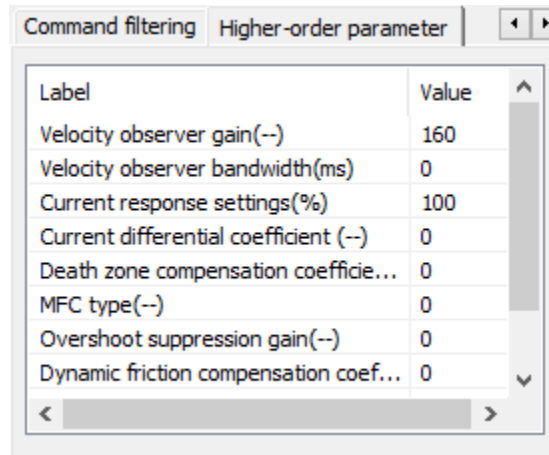 Command filtering Higher-order parameter
Label Value
Velocity observer gain(--) 160
Velocity observer bandwidth(ms) 0
Current response settings(%) 100
Current differential coefficient (--) 0
Death zone compensation coefficie... 0
MFC type(--) 0
Overshoot suppression gain(--) 0
Dynamic friction compensation coef... 0